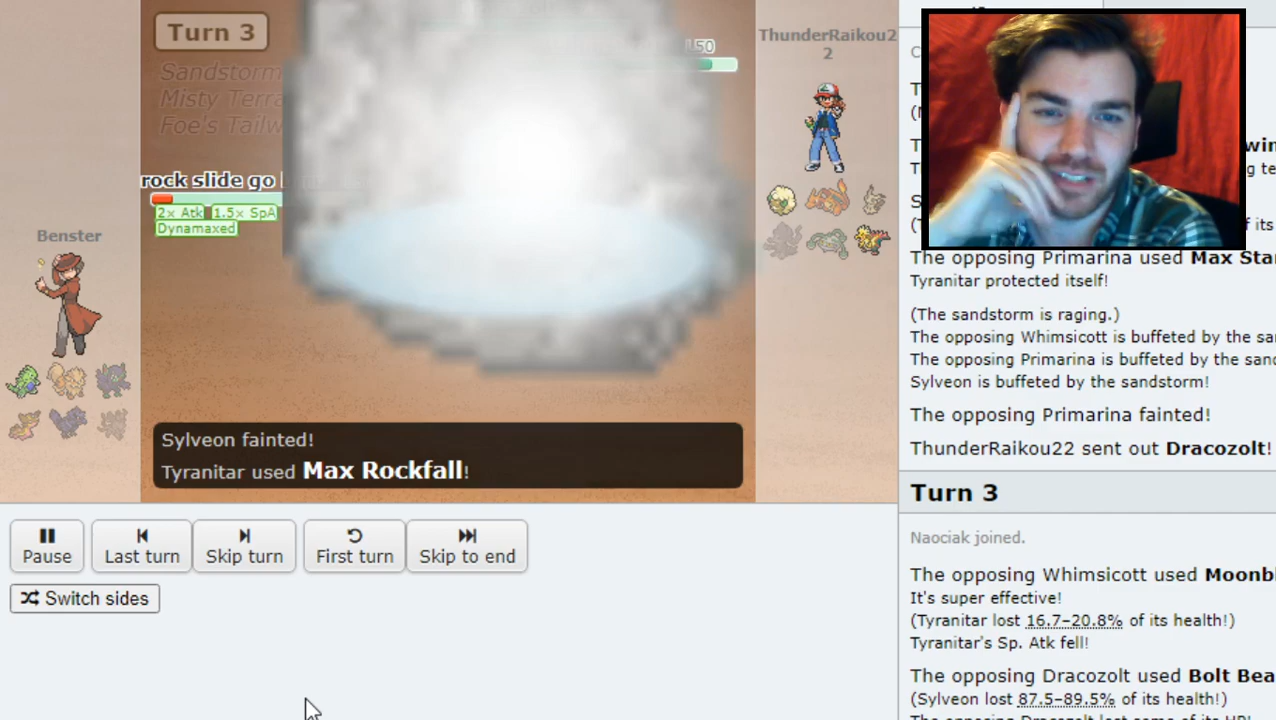 Turn 3
Sandstorm
Misty Terra
Foe's Tailw
L50
ThunderRaikou2
2
rock slide go
2x Atk 1.5x SpA
Dynamaxed
Benster
Sylveon fainted!
Tyranitar used Max Rockfall!
Pause
Last turn
Skip turn
First turn
Skip to end
Switch sides
The opposing Primarina used Max Sta
Tyranitar protected itself!
(The sandstorm is raging.)
The opposing Whimsicott is buffeted by the sa
The opposing Primarina is buffeted by the sand
Sylveon is buffeted by the sandstorm!
The opposing Primarina fainted!
ThunderRaikou22 sent out Dracozolt!
Turn 3
Naociak joined.
The opposing Whimsicott used Moonb
It's super effective!
(Tyranitar lost 16.7–20.8% of its health!)
Tyranitar's Sp. Atk fell!
The opposing Dracozolt used Bolt Bea
(Sylveon lost 87.5–89.5% of its health!)